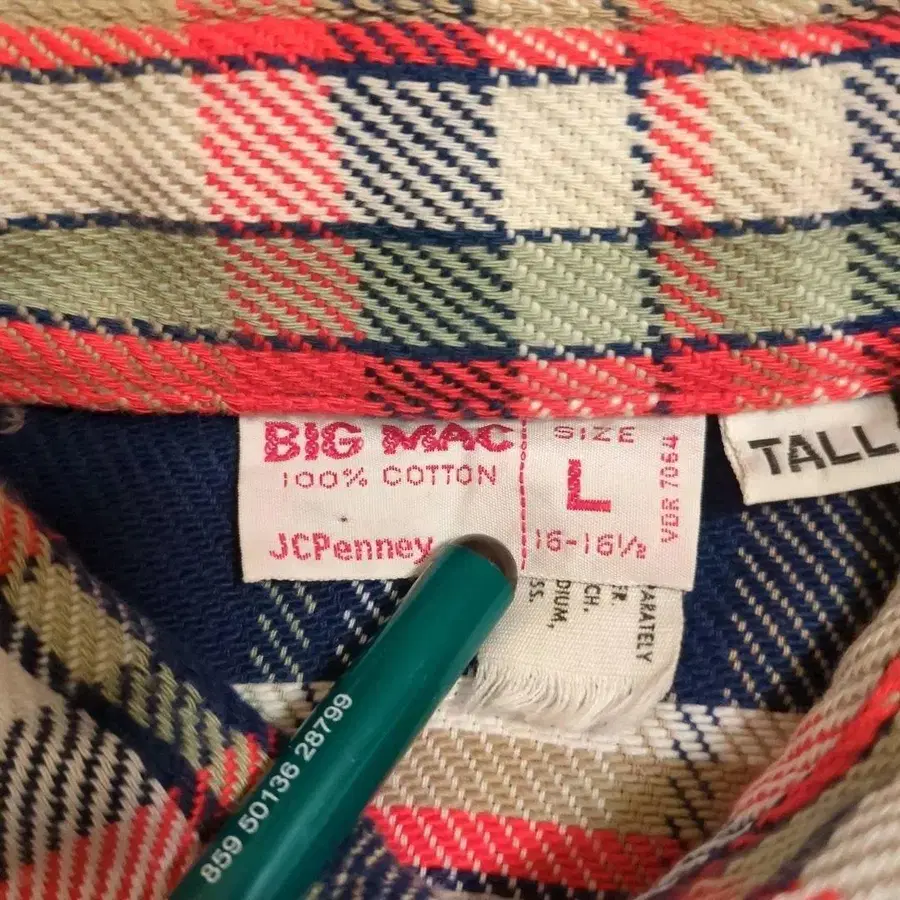 BIG MAC
100% COTTON
JCPenney
SIZE
L
16-16½
VDR 7064
TALL
859 50136 28799